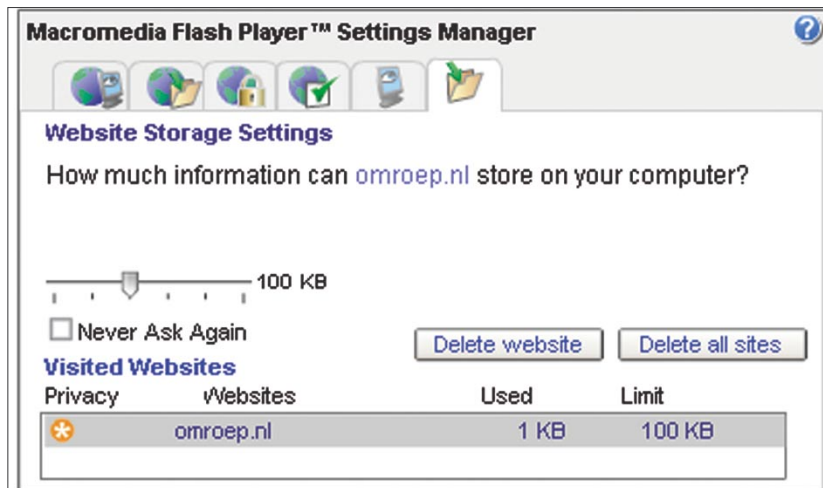 Macromedia Flash Player™ Settings Manager
?
Website Storage Settings
How much information can omroep.nl store on your computer?
100 KB
Never Ask Again
Delete website
Delete all sites
Visited Websites
Privacy Websites Used Limit
omroep.nl 1 KB 100 KB